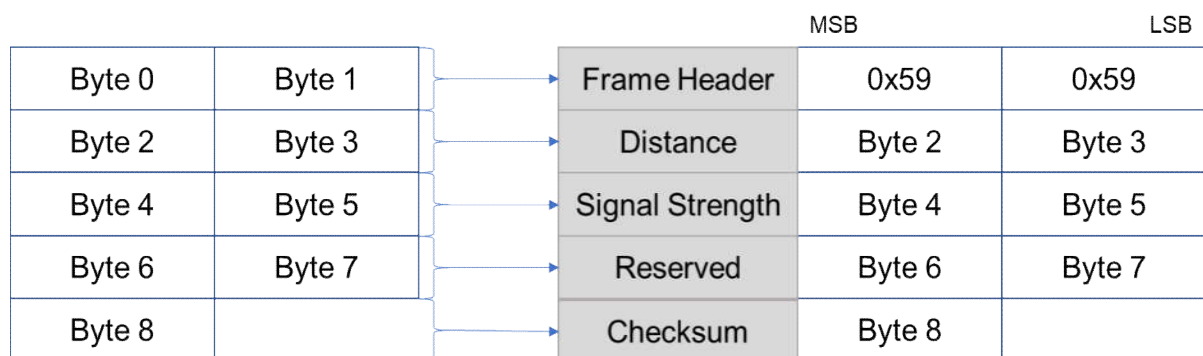 MSB LSB
Byte 0 Byte 1 Frame Header 0x59 0x59
Byte 2 Byte 3 Distance Byte 2 Byte 3
Byte 4 Byte 5 Signal Strength Byte 4 Byte 5
Byte 6 Byte 7 Reserved Byte 6 Byte 7
Byte 8 Checksum Byte 8